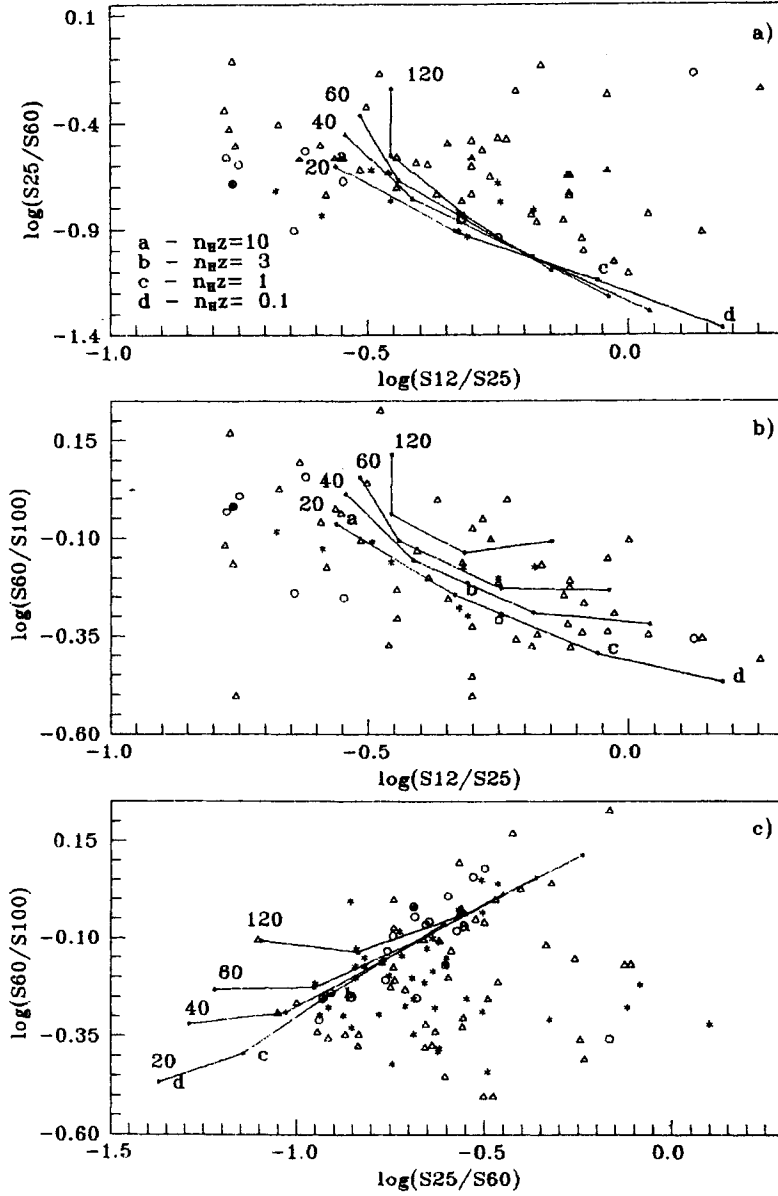 0.1
a)
120
60
40
20
a
b
c
d
-0.4
-0.9
-1.4
log(S25/S60)
a - nHz=10
b - nHz= 3
c - nHz= 1
d - nHz= 0.1
-1.0
-0.5
0.0
log(S12/S25)
b)
0.15
-0.10
-0.35
-0.60
log(S60/S100)
120
60
40
20
a
b
c
d
-1.0
-0.5
0.0
log(S12/S25)
c)
0.15
-0.10
-0.35
-0.60
log(S60/S100)
120
60
40
20
c
d
-1.5
-1.0
-0.5
0.0
log(S25/S60)